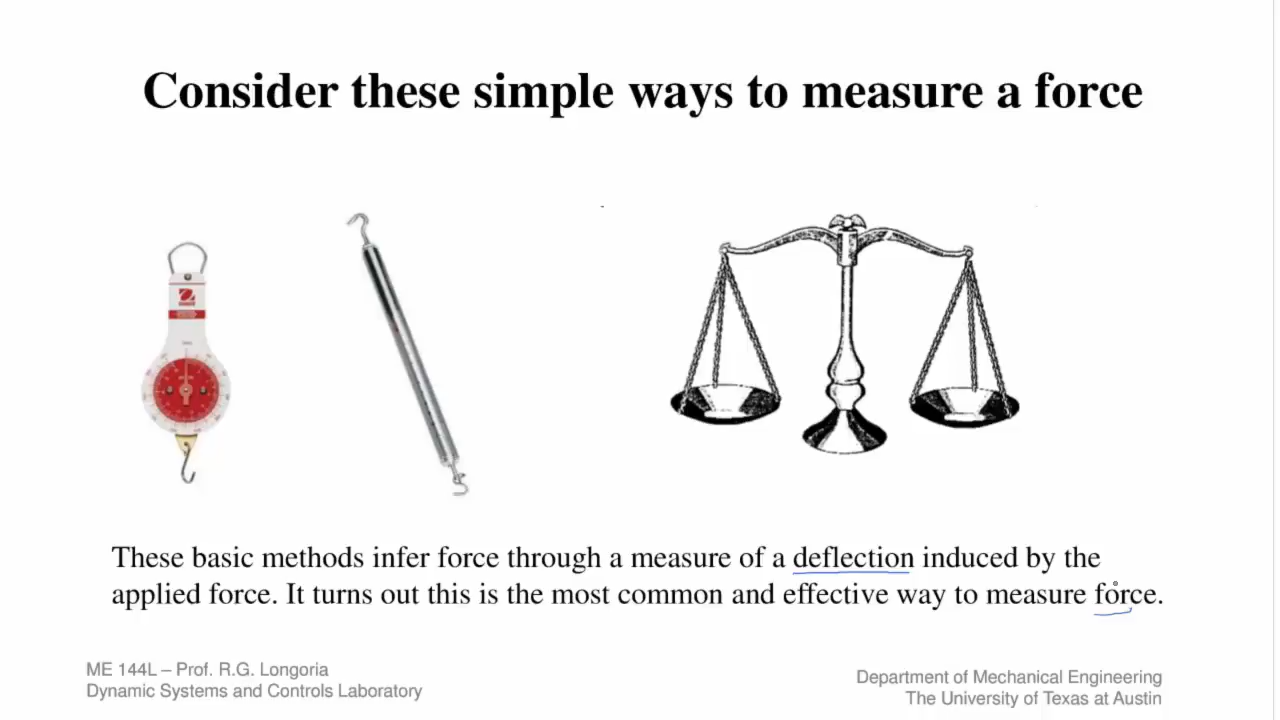 Consider these simple ways to measure a force
These basic methods infer force through a measure of a deflection induced by the
applied force. It turns out this is the most common and effective way to measure force.
ME 144L – Prof. R.G. Longoria
Dynamic Systems and Controls Laboratory
Department of Mechanical Engineering
The University of Texas at Austin